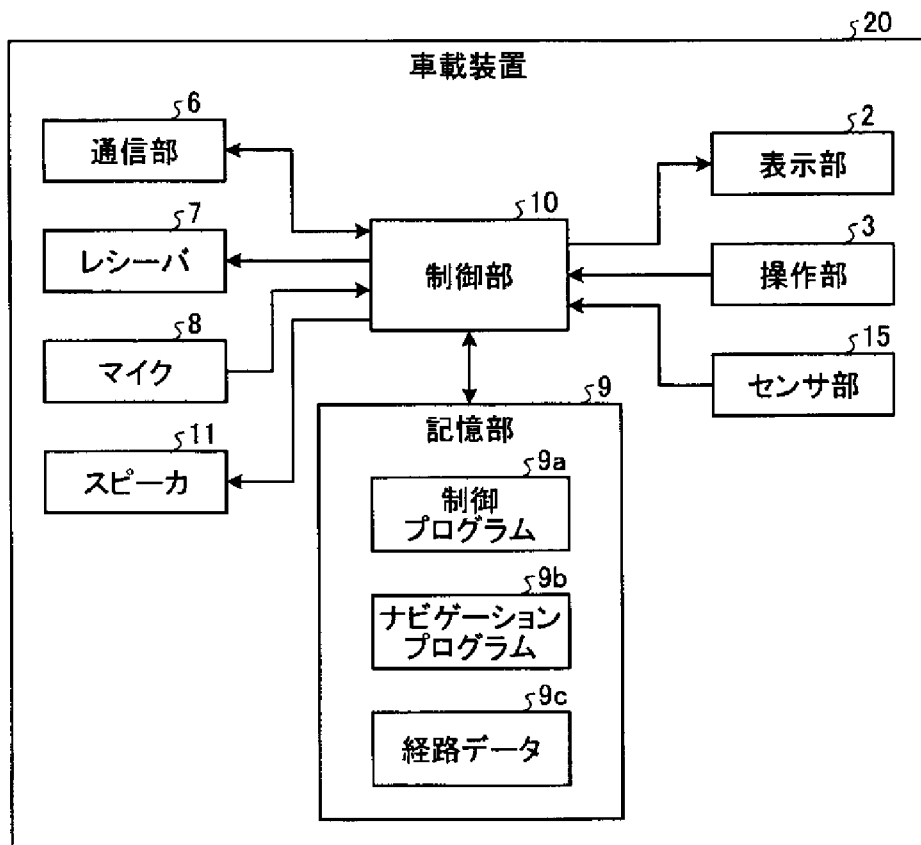 20
車載装置
6
通信部
7
レシーバ
8
マイク
11
スピーカ
10
制御部
2
表示部
3
操作部
15
センサ部
9
記憶部
9a
制御
プログラム
9b
ナビゲーション
プログラム
9c
経路データ